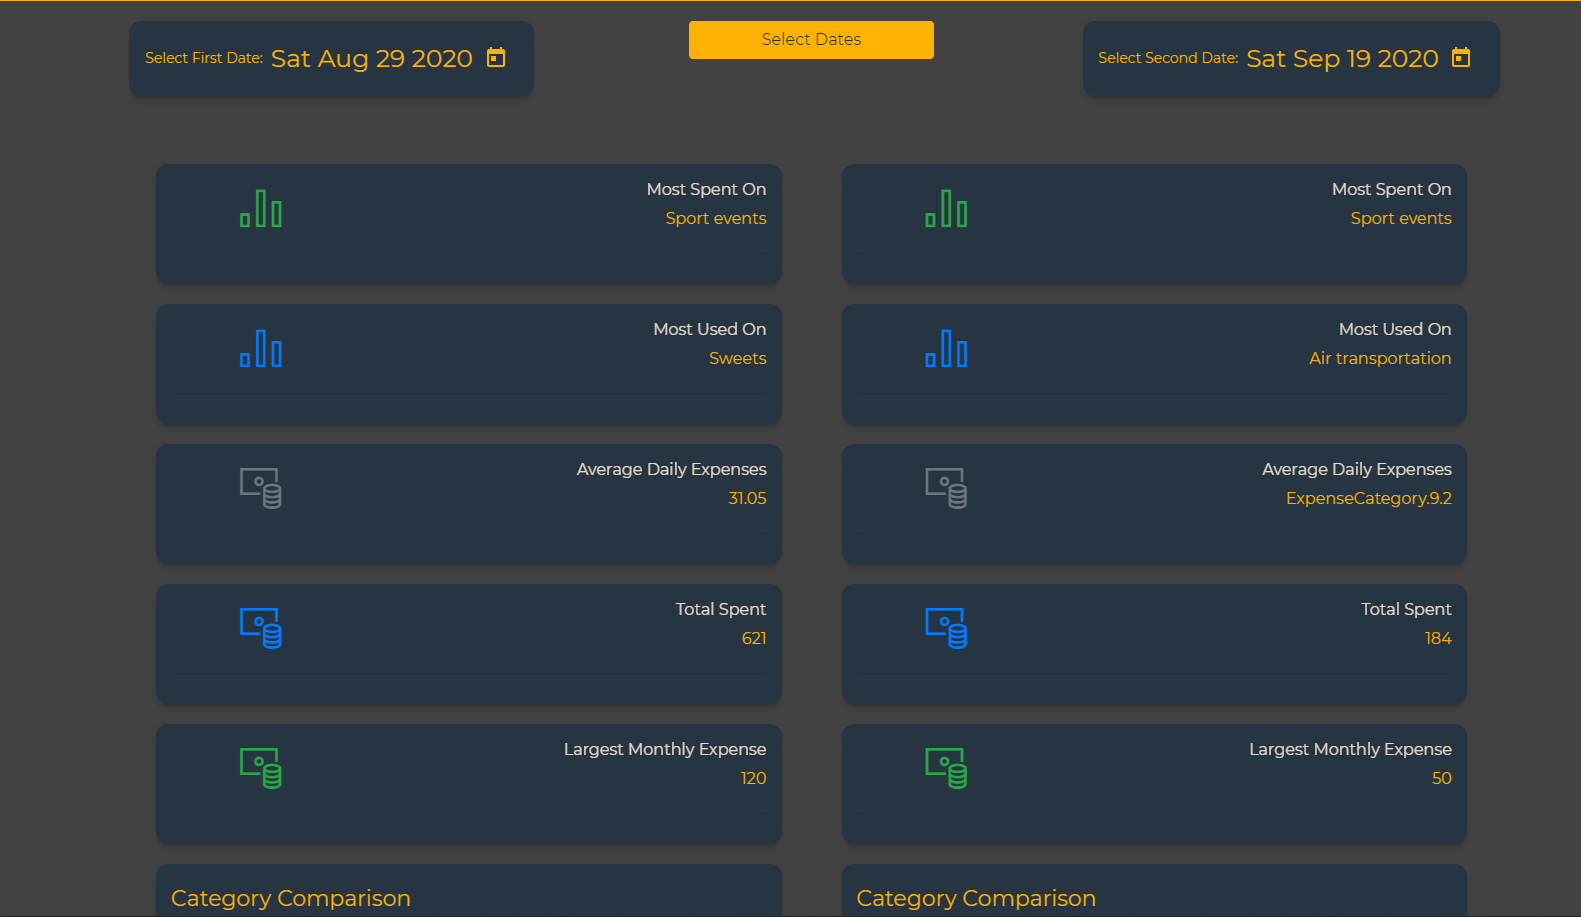 Select First Date: Sat Aug 29 2020
Select Dates
Select Second Date: Sat Sep 19 2020
Most Spent On
Sport events
Most Used On
Sweets
Average Daily Expenses
31.05
Total Spent
621
Largest Monthly Expense
120
Category Comparison
Most Spent On
Sport events
Most Used On
Air transportation
Average Daily Expenses
ExpenseCategory.9.2
Total Spent
184
Largest Monthly Expense
50
Category Comparison